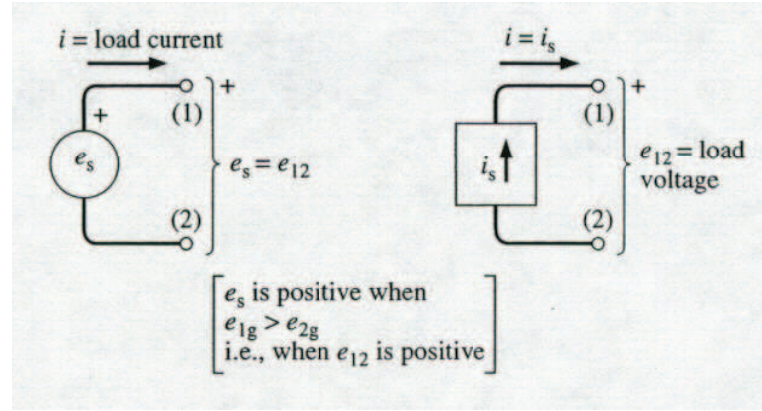 i = load current
+
(1)
+
e_s
e_s = e_12
(2)
i = i_s
+
(1)
i_s
e_12 = load
voltage
(2)
e_s is positive when
e_1g > e_2g
i.e., when e_12 is positive